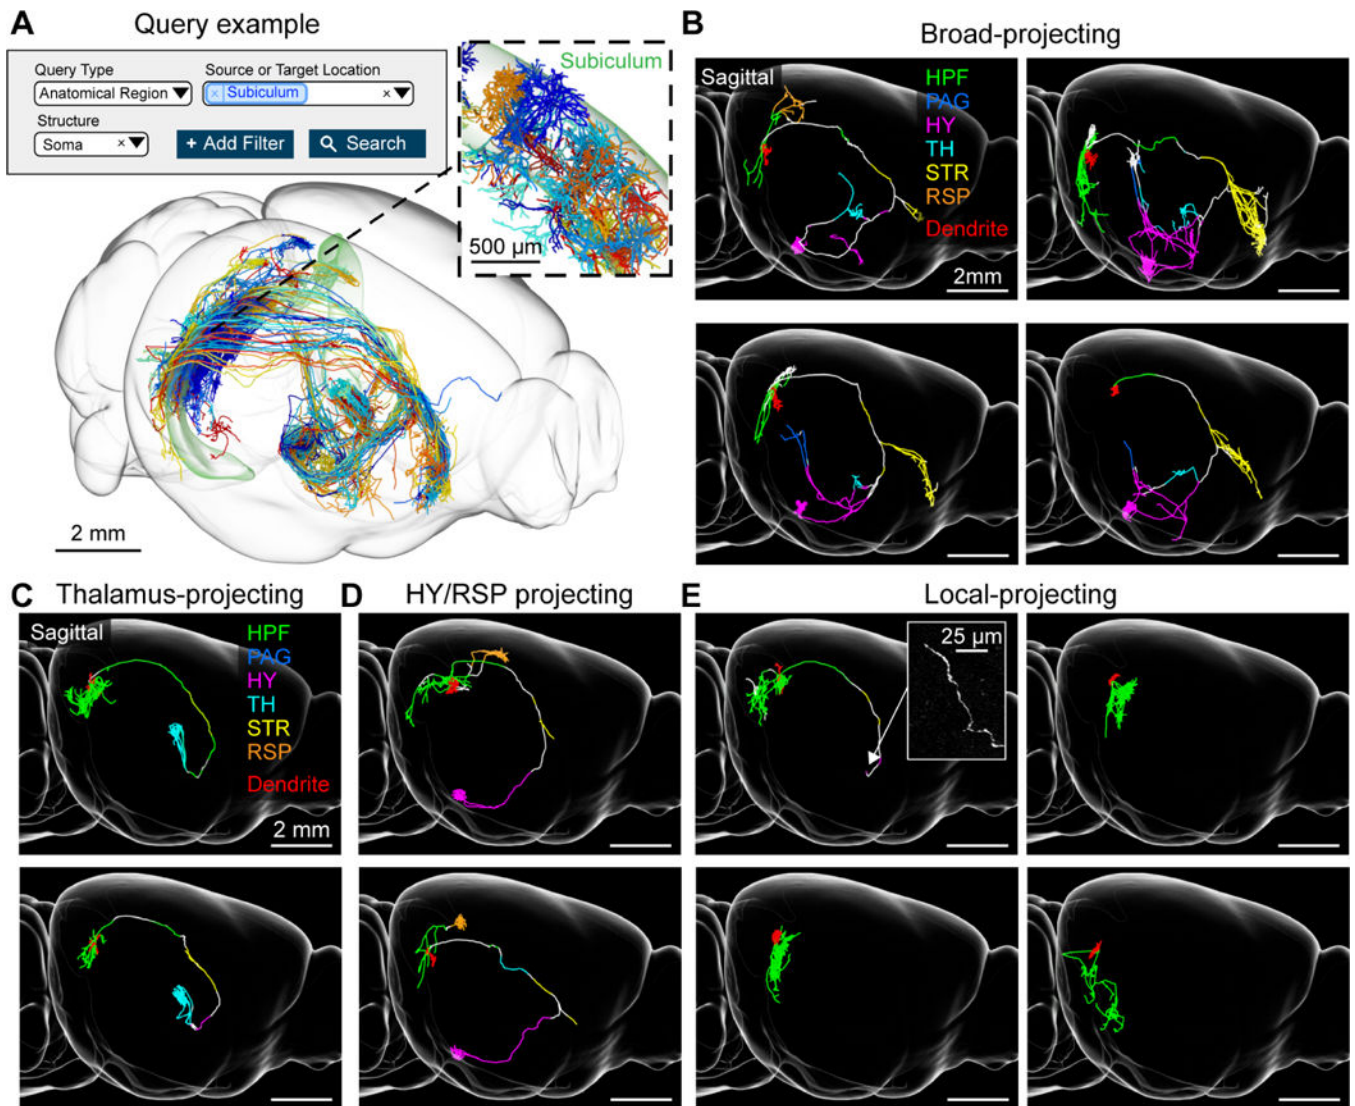 A
Query example
Query Type
Source or Target Location
Anatomical Region
× Subiculum ×
Structure
Soma ×
+ Add Filter
Search
Subiculum
500 µm
2 mm
B
Broad-projecting
Sagittal
HPF
PAG
HY
TH
STR
RSP
Dendrite
2mm
C
Thalamus-projecting
Sagittal
HPF
PAG
HY
TH
STR
RSP
Dendrite
2 mm
D
HY/RSP projecting
E
Local-projecting
25 µm